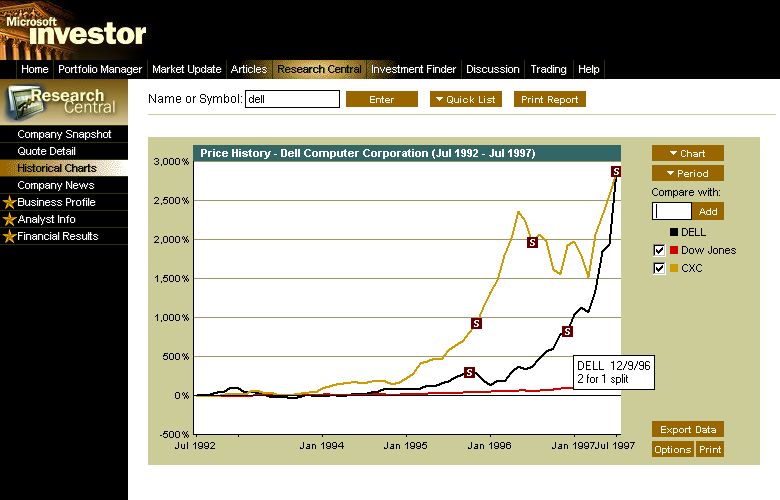 Microsoft
investor
Home Portfolio Manager Market Update Articles Research Central Investment Finder Discussion Trading Help
Research
Central
Name or Symbol: dell Enter Quick List Print Report
Company Snapshot
Quote Detail
Historical Charts
Company News
Business Profile
Analyst Info
Financial Results
Price History - Dell Computer Corporation (Jul 1992 - Jul 1997)
3,000%
2,500%
2,000%
1,500%
1,000%
500%
0%
-500%
S
S
S
S
S
DELL 12/9/96
2 for 1 split
Jul 1992 Jan 1994 Jan 1995 Jan 1996 Jan 1997 Jul 1997
Chart
Period
Compare with:
Add
DELL
Dow Jones
CXC
Export Data
Options Print